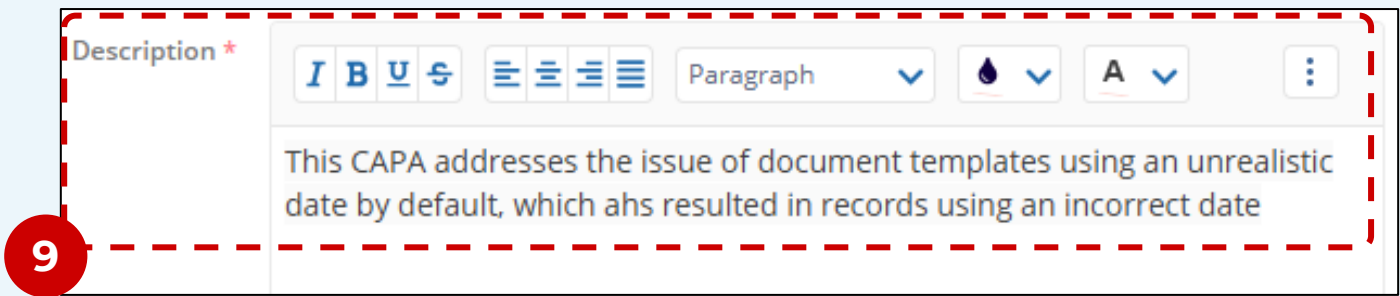 Description *
I B U S Paragraph A
This CAPA addresses the issue of document templates using an unrealistic
date by default, which ahs resulted in records using an incorrect date
9